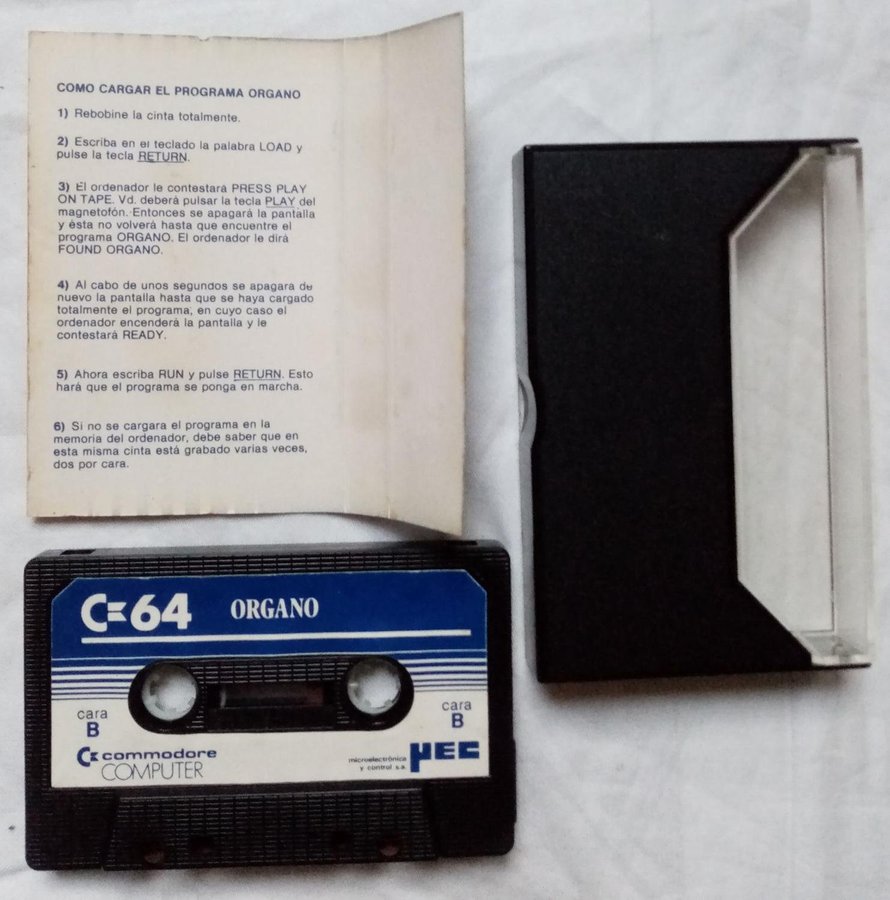 COMO CARGAR EL PROGRAMA ORGANO
1) Rebobine la cinta totalmente.
2) Escriba en el teclado la palabra LOAD y
pulse la tecla RETURN.
3) El ordenador le contestará PRESS PLAY
ON TAPE. Vd. deberá pulsar la tecla PLAY del
magnetofón. Entonces se apagará la pantalla
y ésta no volverá hasta que encuentre el
programa ORGANO. El ordenador le dirá
FOUND ORGANO.
4) Al cabo de unos segundos se apagará de
nuevo la pantalla hasta que se haya cargado
totalmente el programa, en cuyo caso el
ordenador encenderá la pantalla y le
contestará READY.
5) Ahora escriba RUN y pulse RETURN. Esto
hará que el programa se ponga en marcha.
6) Si no se cargara el programa en la
memoria del ordenador, debe saber que en
esta misma cinta está grabado varias veces,
dos por cara.
C=64 ORGANO
cara
B
cara
B
commodore
COMPUTER
microelectrónica
y control s.a.
μEC